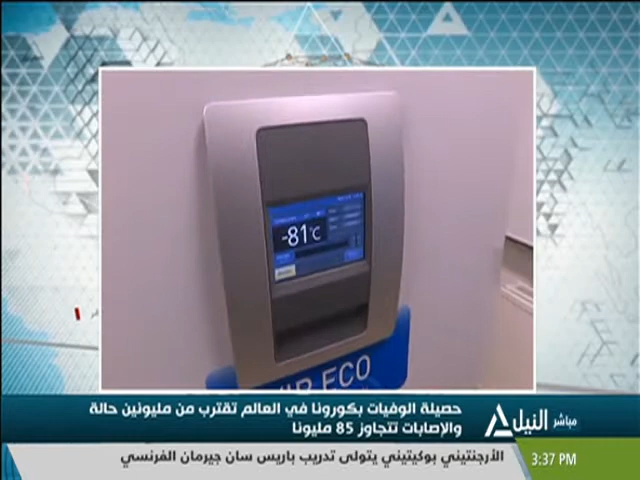 -81°C
ECO
حصيلة الوفيات بكورونا في العالم تقترب من مليونين حالة
والإصابات تتجاوز 85 مليونا
النيل
مباشر
الأرجنتيني بوكيتيني يتولى تدريب باريس سان جيرمان الفرنسي
3:37 PM